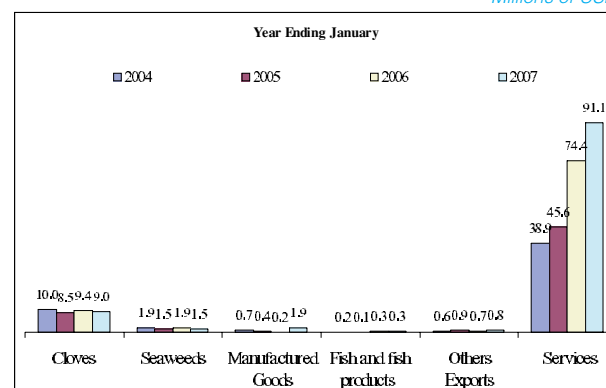 Year Ending January
2004 2005 2006 2007
91.1
74.4
45.6
38.9
10.0 8.5 9.4 9.0 1.9 1.5 1.9 1.5 0.7 0.4 0.2 1.9 0.2 0.1 0.3 0.3 0.6 0.9 0.7 0.8
Cloves Seaweeds Manufactured Fish and fish Others Services
Goods products Exports